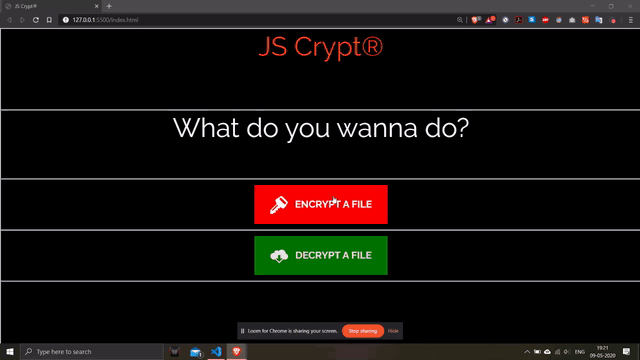 JS Crypt®
127.0.0.1:5500/index.html
JS Crypt®
What do you wanna do?
ENCRYPT A FILE
DECRYPT A FILE
Loom for Chrome is sharing your screen.
Stop sharing
Hide
Type here to search
ENG
19:21
09-05-2020